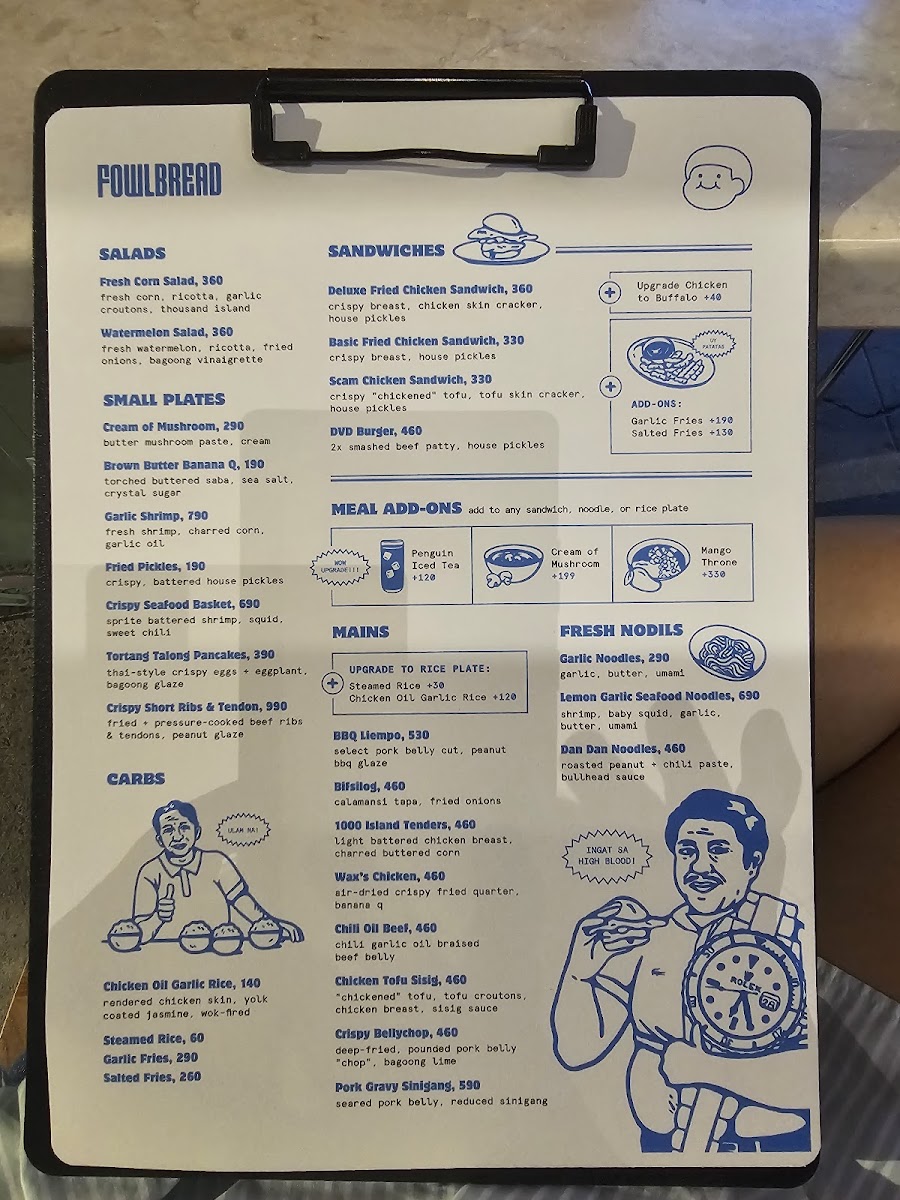 FOWLBREAD
SALADS
Fresh Corn Salad, 360
fresh corn, ricotta, garlic
croutons, thousand island
Watermelon Salad, 360
fresh watermelon, ricotta, fried
onions, bagoong vinaigrette
SMALL PLATES
Cream of Mushroom, 290
butter mushroom paste, cream
Brown Butter Banana Q, 190
torched buttered saba, sea salt,
crystal sugar
Garlic Shrimp, 790
fresh shrimp, charred corn,
garlic oil
Fried Pickles, 190
crispy, battered house pickles
Crispy Seafood Basket, 690
sprite battered shrimp, squid,
sweet chili
Tortang Talong Pancakes, 390
thai-style crispy eggs + eggplant,
bagoong glaze
Crispy Short Ribs & Tendon, 990
fried + pressure-cooked beef ribs
& tendons, peanut glaze
CARBS
ULAM NA!
Chicken Oil Garlic Rice, 140
rendered chicken skin, yolk
coated jasmine, wok-fired
Steamed Rice, 60
Garlic Fries, 290
Salted Fries, 260
SANDWICHES
Deluxe Fried Chicken Sandwich, 360
crispy breast, chicken skin cracker,
house pickles
Basic Fried Chicken Sandwich, 330
crispy breast, house pickles
Scam Chicken Sandwich, 330
crispy "chickened" tofu, tofu skin cracker,
house pickles
DVD Burger, 460
2x smashed beef patty, house pickles
+ Upgrade Chicken
to Buffalo +40
UY
PATATAS
+
ADD-ONS:
Garlic Fries +190
Salted Fries +130
MEAL ADD-ONS add to any sandwich, noodle, or rice plate
WOW
UPGRADE!!!
Penguin
Iced Tea
+120
Cream of
Mushroom
+199
Mango
Throne
+330
MAINS
+ UPGRADE TO RICE PLATE:
Steamed Rice +30
Chicken Oil Garlic Rice +120
BBQ Liempo, 530
select pork belly cut, peanut
bbq glaze
Bifsilog, 460
calamansi tapa, fried onions
1000 Island Tenders, 460
light battered chicken breast,
charred buttered corn
Wax's Chicken, 460
air-dried crispy fried quarter,
banana q
Chili Oil Beef, 460
chili garlic oil braised
beef belly
Chicken Tofu Sisig, 460
"chickened" tofu, tofu croutons,
chicken breast, sisig sauce
Crispy Bellychop, 460
deep-fried, pounded pork belly
"chop", bagoong lime
Pork Gravy Sinigang, 590
seared pork belly, reduced sinigang
FRESH NODILS
Garlic Noodles, 290
garlic, butter, umami
Lemon Garlic Seafood Noodles, 690
shrimp, baby squid, garlic,
butter, umami
Dan Dan Noodles, 460
roasted peanut + chili paste,
bullhead sauce
INGAT SA
HIGH BLOOD!
ROLEX
28